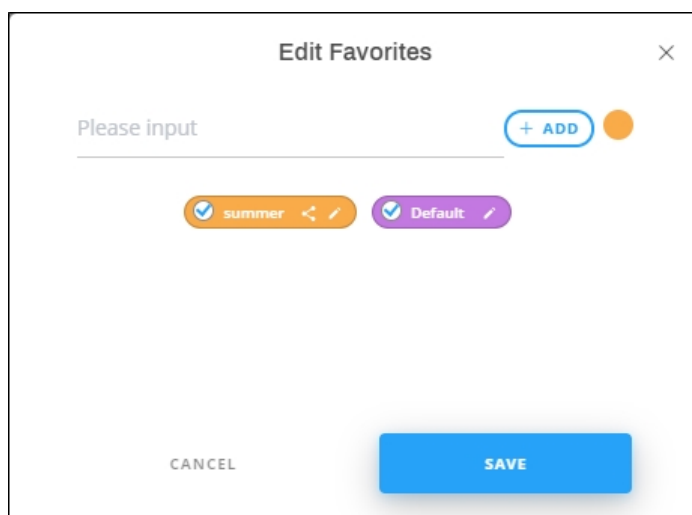 Edit Favorites
Please input
+ ADD
summer
Default
CANCEL
SAVE